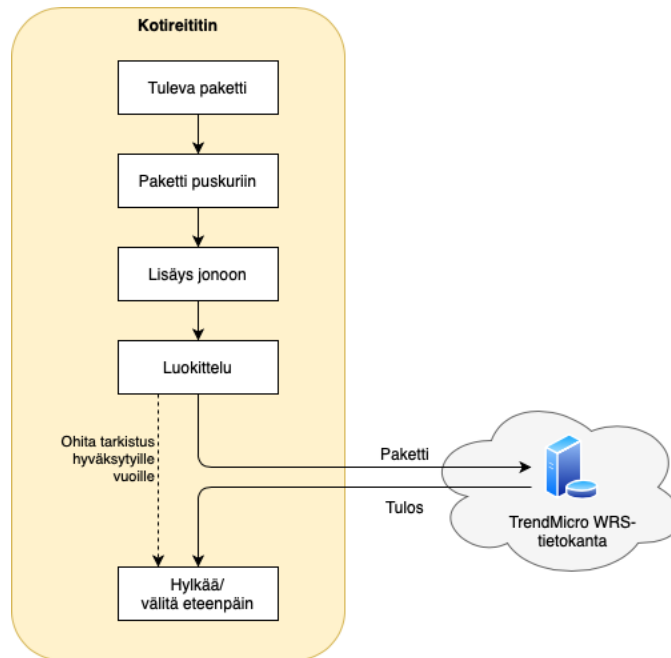 Kotireititin
Tuleva paketti
Paketti puskuriin
Lisäys jonoon
Luokittelu
Ohita tarkistus
hyväksytyille
vuoille
Paketti
Tulos
TrendMicro WRS-
tietokanta
Hylkää/
välitä eteenpäin